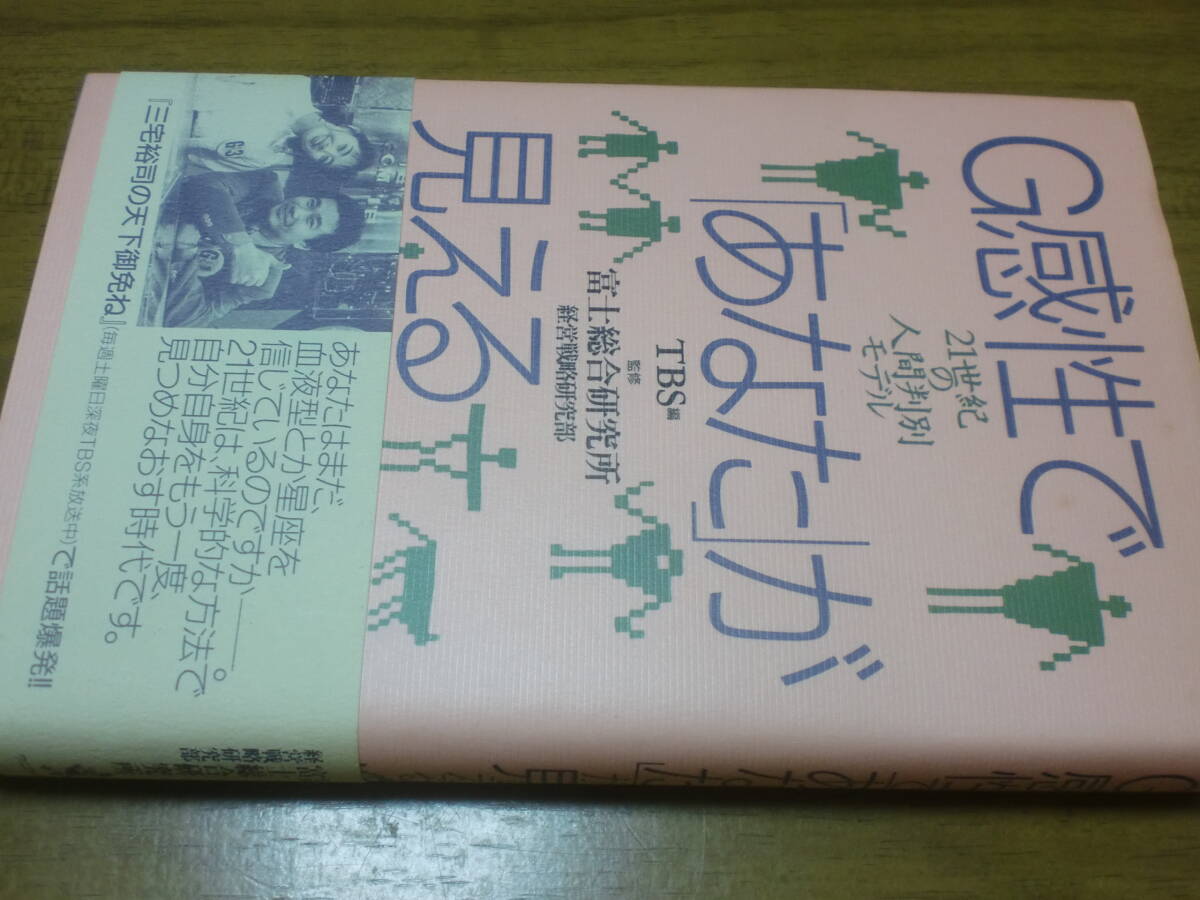 G感性で
「あなた」が
見える
21世紀
の
人間判別
モデル
TBS編
監修
富士総合研究所
経営戦略研究部
『三宅裕司の天下御免ね』(毎週土曜日深夜TBS系放送中)で話題爆発!!
あなたはまだ、
血液型とか星座を
信じているのですか───。
21世紀は、科学的な方法で
自分自身をもう一度、
見つめなおす時代です。
63